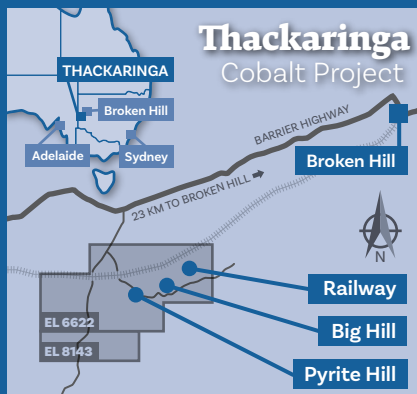 Thackaringa
Cobalt Project
THACKARINGA
Broken Hill
Adelaide
Sydney
BARRIER HIGHWAY
Broken Hill
23 KM TO BROKEN HILL
N
Railway
EL 6622
Big Hill
EL 8143
Pyrite Hill